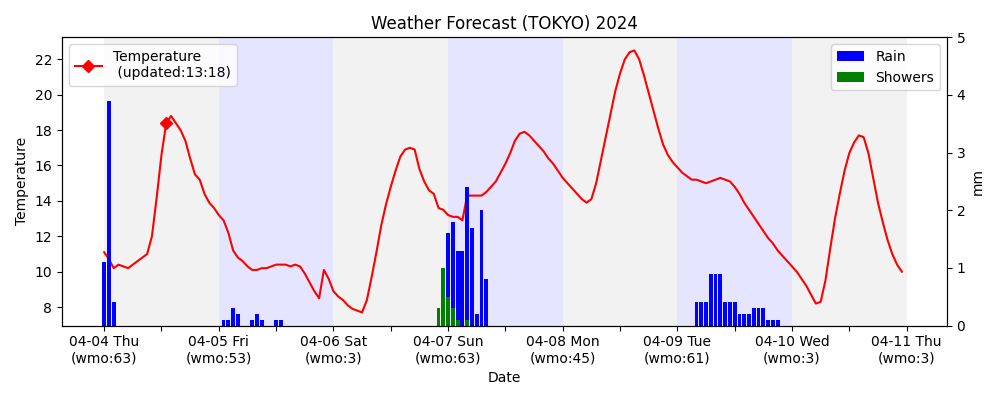 Weather Forecast (TOKYO) 2024
Temperature
(updated:13:18)
Rain
Showers
Temperature
22
20
18
16
14
12
10
8
5
4
3
2
1
0
mm
04-04 Thu
(wmo:63)
04-05 Fri
(wmo:53)
04-06 Sat
(wmo:3)
04-07 Sun
(wmo:63)
04-08 Mon
(wmo:45)
04-09 Tue
(wmo:61)
04-10 Wed
(wmo:3)
04-11 Thu
(wmo:3)
Date